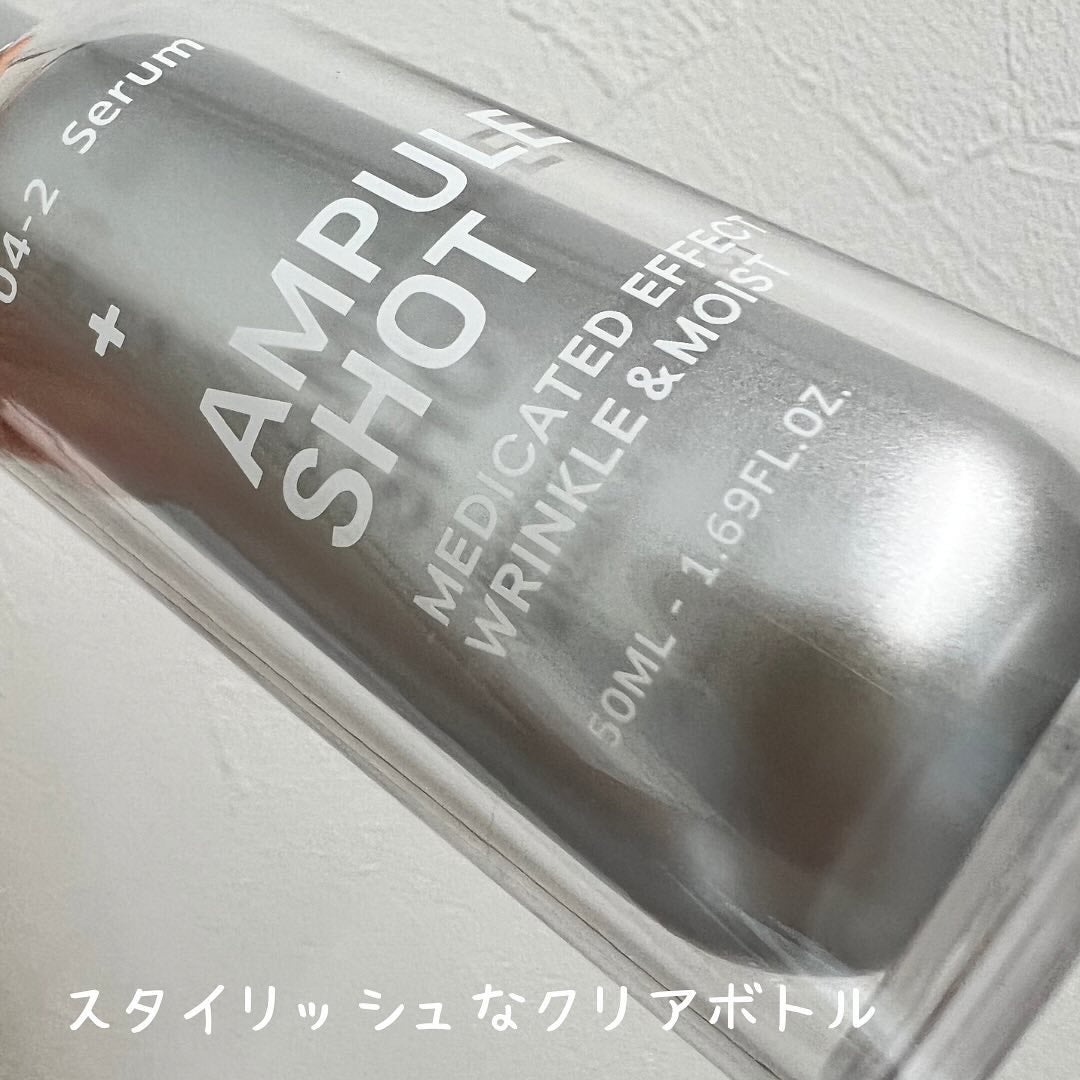 04-2 Serum
+
AMPULE
SHOT
MEDICATED EFFECT
WRINKLE & MOIST
50ML - 1.69FL.OZ.
スタイリッシュなクリアボトル